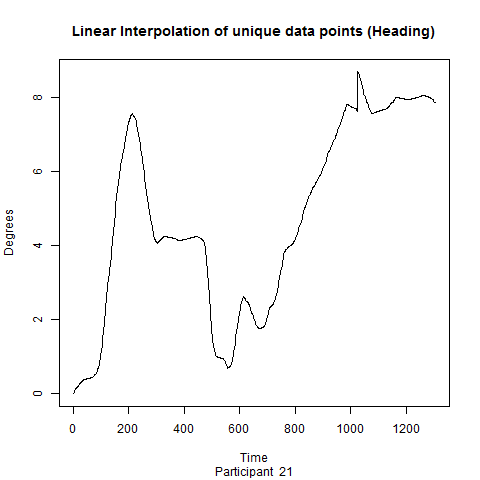 Linear Interpolation of unique data points (Heading)
Degrees
8
6
4
2
0
0 200 400 600 800 1000 1200
Time
Participant 21